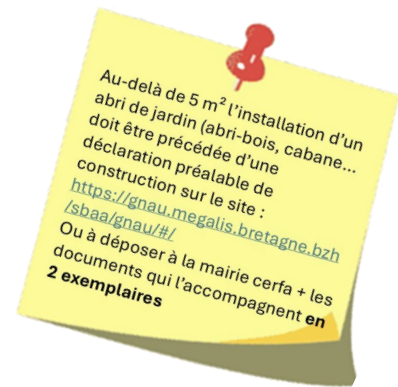 Au-delà de 5 m² l'installation d'un
abri de jardin (abri-bois, cabane...
doit être précédée d'une
déclaration préalable de
construction sur le site :
https://gnau.megalis.bretagne.bzh
/sbaa/gnau/#/
Ou à déposer à la mairie cerfa + les
documents qui l'accompagnent en
2 exemplaires